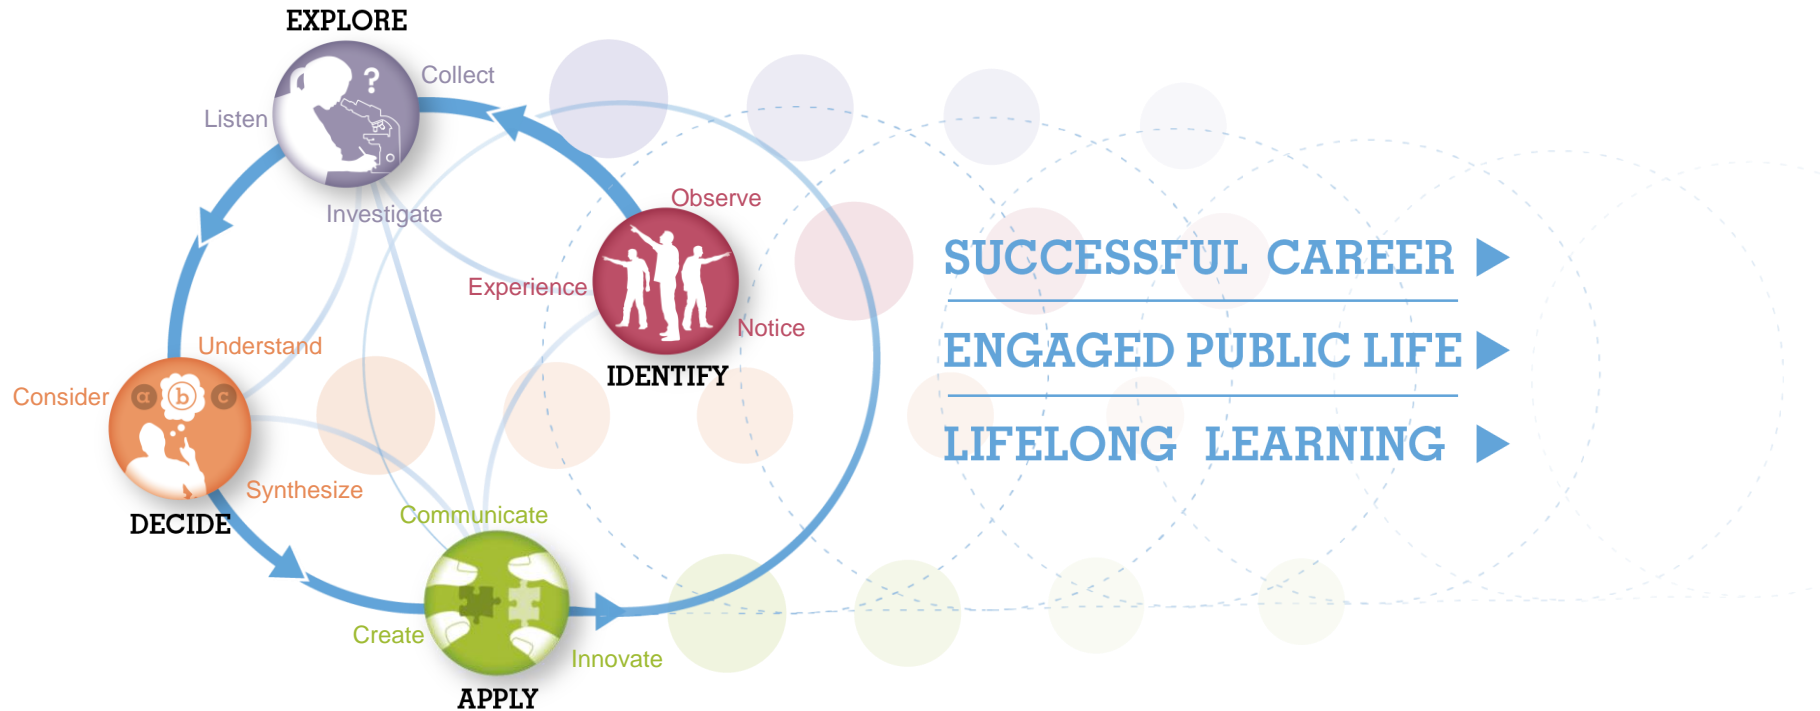 EXPLORE
Collect
Listen
?
Investigate
Observe
Experience
Notice
IDENTIFY
Understand
Consider
a b c
Synthesize
DECIDE
Communicate
Create
Innovate
APPLY
SUCCESSFUL CAREER
ENGAGED PUBLIC LIFE
LIFELONG LEARNING